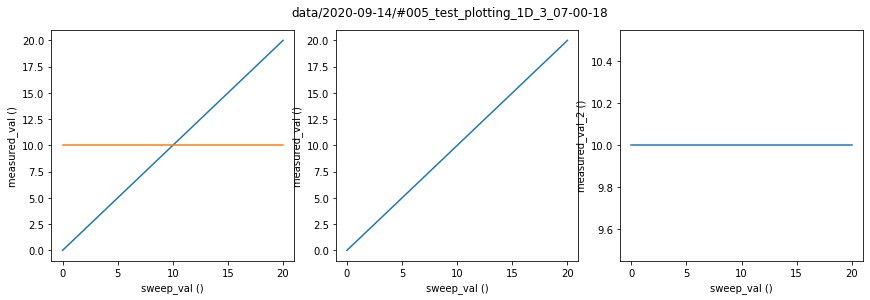 data/2020-09-14/#005_test_plotting_1D_3_07-00-18
measured_val ()
20.0
17.5
15.0
12.5
10.0
7.5
5.0
2.5
0.0
0 5 10 15 20
sweep_val ()
measured_val ()
20.0
17.5
15.0
12.5
10.0
7.5
5.0
2.5
0.0
0 5 10 15 20
sweep_val ()
measured_val_2 ()
10.4
10.2
10.0
9.8
9.6
0 5 10 15 20
sweep_val ()